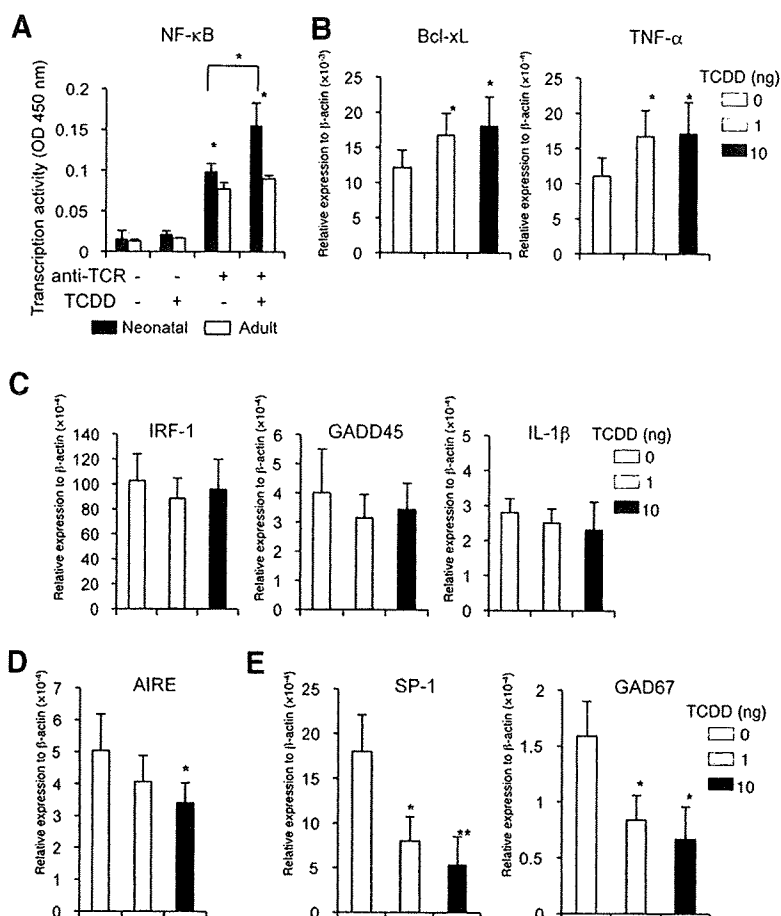 A
NF-κB
Transcription activity (OD 450 nm)
0.2
0.15
0.1
0.05
0
*
*
*
anti-TCR - - + +
TCDD - + - +
Neonatal Adult
B
Bcl-xL
Relative expression to β-actin (×10⁻³)
25
20
15
10
5
0
*
*
TNF-α
Relative expression to β-actin (×10⁻⁴)
25
20
15
10
5
0
*
*
TCDD (ng)
0
1
10
C
IRF-1
Relative expression to β-actin (×10⁻⁴)
140
120
100
80
60
40
20
0
GADD45
Relative expression to β-actin (×10⁻⁴)
6
5
4
3
2
1
0
IL-1β
Relative expression to β-actin (×10⁻⁴)
5
4
3
2
1
0
TCDD (ng)
0
1
10
D
AIRE
Relative expression to β-actin (×10⁻⁴)
7
6
5
4
3
2
1
0
*
E
SP-1
Relative expression to β-actin (×10⁻⁴)
25
20
15
10
5
0
*
**
GAD67
Relative expression to β-actin (×10⁻⁴)
2
1.5
1
0.5
0
*
*
TCDD (ng)
0
1
10